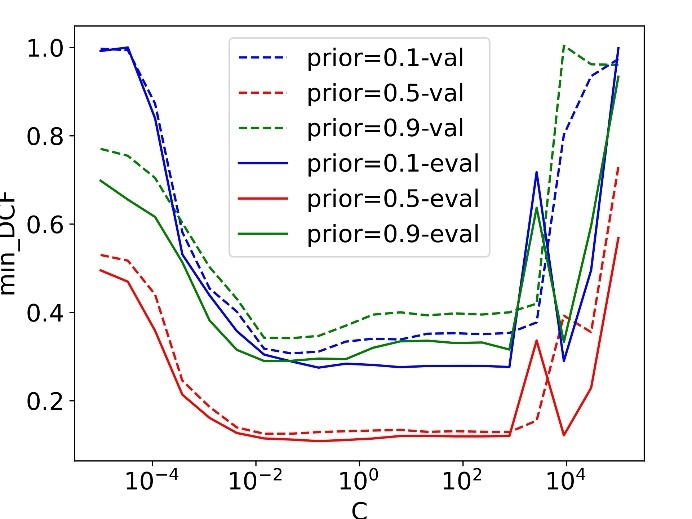 1.0
0.8
0.6
0.4
0.2
min_DCF
prior=0.1-val
prior=0.5-val
prior=0.9-val
prior=0.1-eval
prior=0.5-eval
prior=0.9-eval
10⁻⁴ 10⁻² 10⁰ 10² 10⁴
C